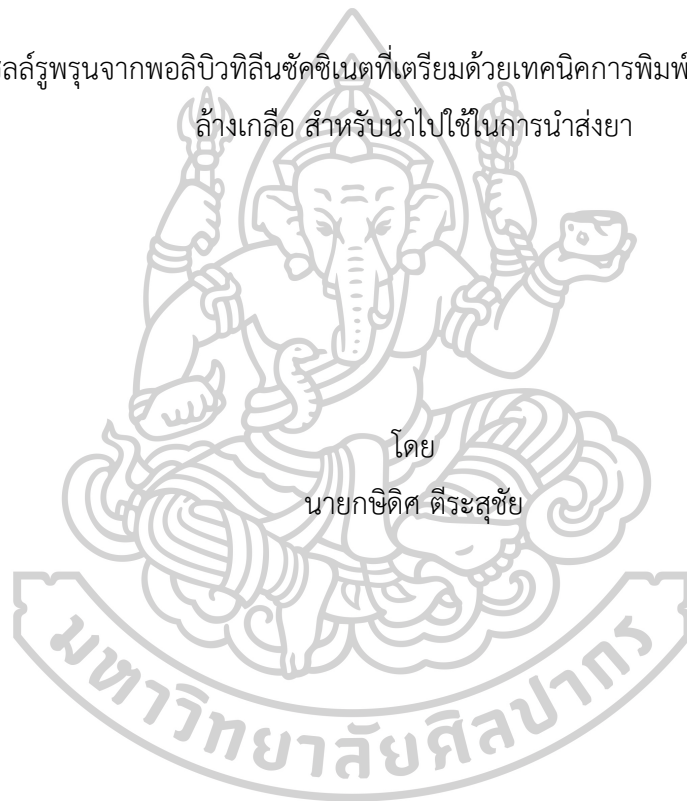 ซลล์รูพรุนจากพอลิบิวทิลีนซัคซิเนตที่เตรียมด้วยเทคนิคการพิมพ์
ล้างเกลือ สำหรับนำไปใช้ในการนำส่งยา
โดย
นายกษิดิศ ตีระสุชัย
มหาวิทยาลัยศิลปากร